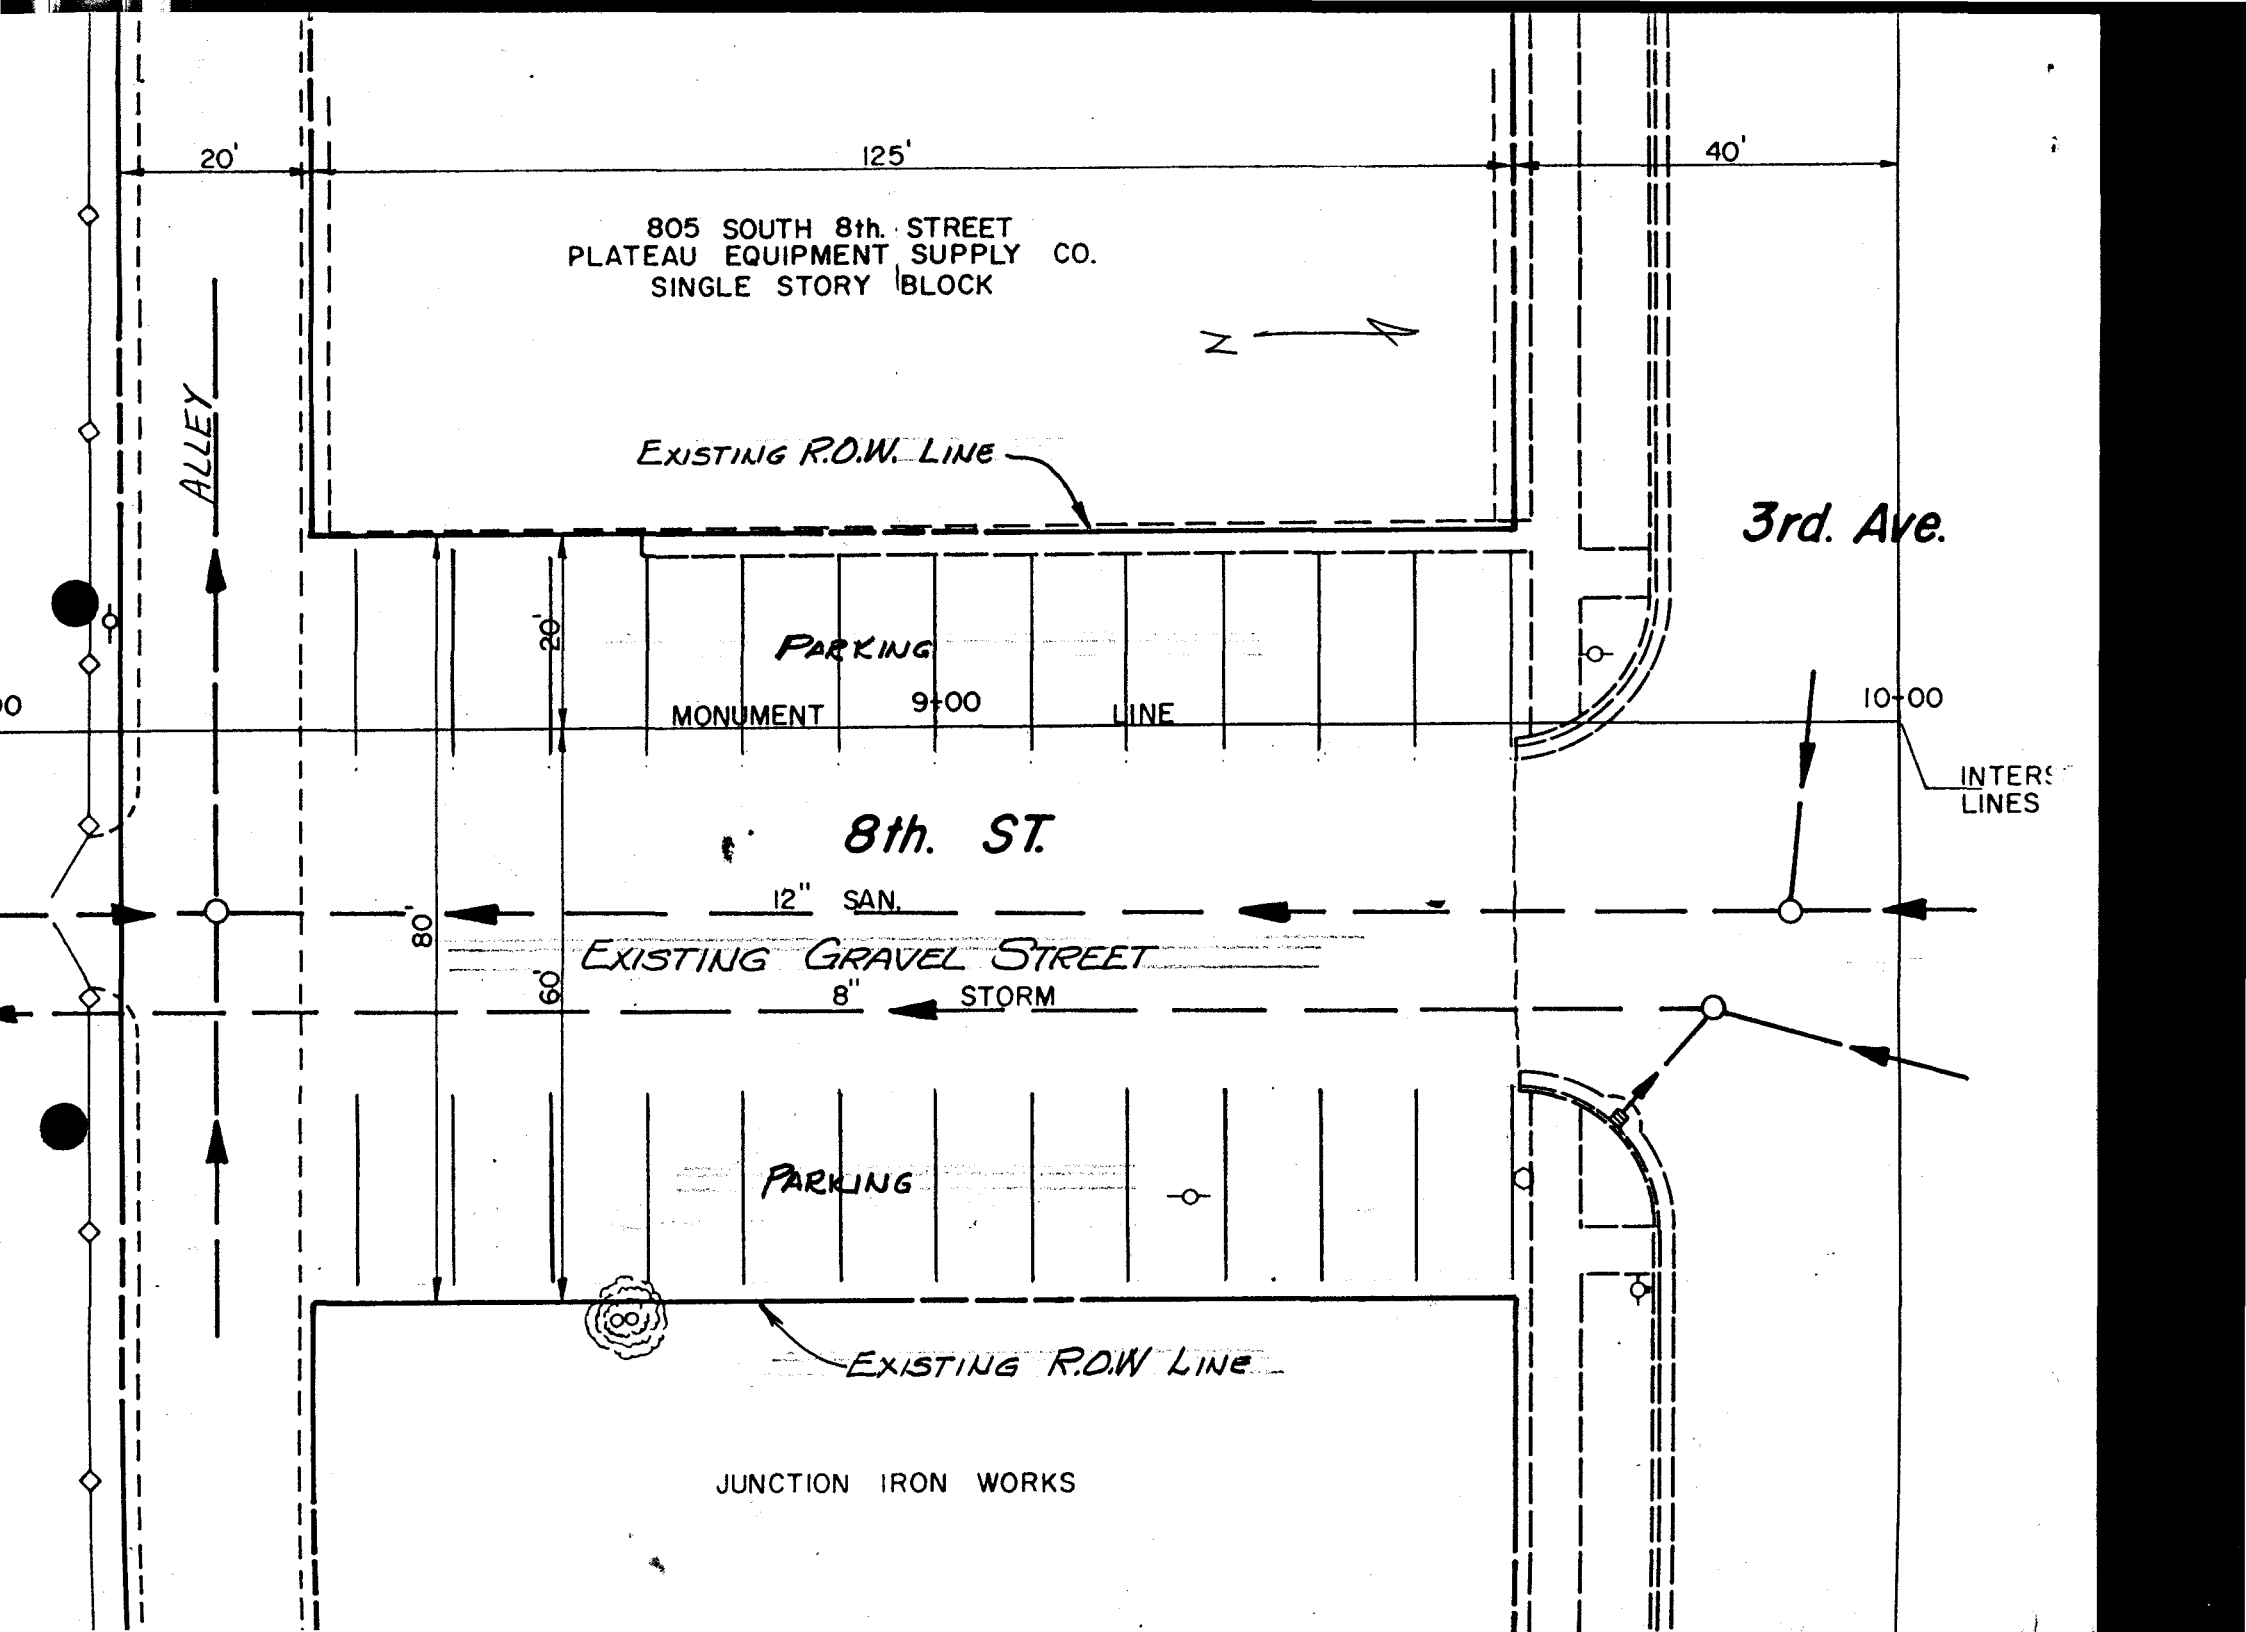 20' 125' 40'
805 SOUTH 8th. STREET
PLATEAU EQUIPMENT SUPPLY CO.
SINGLE STORY BLOCK
N
ALLEY
EXISTING R.O.W. LINE
3rd. Ave.
20'
PARKING
MONUMENT 9+00 LINE
10+00
INTERS
LINES
8th. ST.
12" SAN.
80'
EXISTING GRAVEL STREET
60'
8" STORM
PARKING
EXISTING R.O.W LINE
JUNCTION IRON WORKS